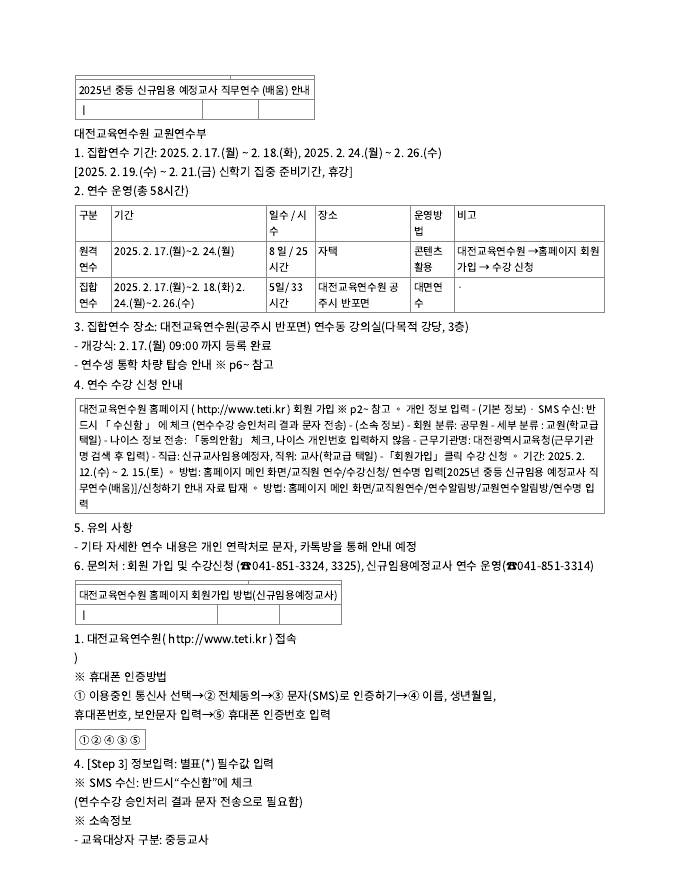 2025년 중등 신규임용 예정교사 직무연수 (배움) 안내
Ⅰ
대전교육연수원 교원연수부
1. 집합연수 기간: 2025. 2. 17.(월) ~ 2. 18.(화), 2025. 2. 24.(월) ~ 2. 26.(수)
[2025. 2. 19.(수) ~ 2. 21.(금) 신학기 집중 준비기간, 휴강]
2. 연수 운영(총 58시간)
구분 기간 일수 / 시 장소 운영방 비고
수 법
원격 2025. 2. 17.(월)~2. 24.(월) 8 일 / 25 자택 콘텐츠 대전교육연수원 →홈페이지 회원
연수 시간 활용 가입 → 수강 신청
집합 2025. 2. 17.(월)~2. 18.(화) 2. 5일/ 33 대전교육연수원 공 대면연 -
연수 24.(월)~2. 26.(수) 시간 주시 반포면 수
3. 집합연수 장소: 대전교육연수원(공주시 반포면) 연수동 강의실(다목적 강당, 3층)
- 개강식: 2. 17.(월) 09:00 까지 등록 완료
- 연수생 통학 차량 탑승 안내 ※ p6~ 참고
4. 연수 수강 신청 안내
대전교육연수원 홈페이지 ( http://www.teti.kr ) 회원 가입 ※ p2~ 참고 ◦ 개인 정보 입력 - (기본 정보) · SMS 수신: 반
드시 「 수신함 」 에 체크 (연수수강 승인처리 결과 문자 전송) - (소속 정보) - 회원 분류: 공무원 - 세부 분류 : 교원(학교급
택일) - 나이스 정보 전송: 「동의안함」 체크, 나이스 개인번호 입력하지 않음 - 근무기관명: 대전광역시교육청(근무기관
명 검색 후 입력) - 직급: 신규교사임용예정자, 직위: 교사(학교급 택일) -「회원가입」클릭 수강 신청 ◦ 기간: 2025. 2.
12.(수) ~ 2. 15.(토) ◦ 방법: 홈페이지 메인 화면/교직원 연수/수강신청/ 연수명 입력[2025년 중등 신규임용 예정교사 직
무연수(배움)]/신청하기 안내 자료 탑재 ◦ 방법: 홈페이지 메인 화면/교직원연수/연수알림방/교원연수알림방/연수명 입
력
5. 유의 사항
- 기타 자세한 연수 내용은 개인 연락처로 문자, 카톡방을 통해 안내 예정
6. 문의처 : 회원 가입 및 수강신청 (☎041-851-3324, 3325), 신규임용예정교사 연수 운영(☎041-851-3314)
대전교육연수원 홈페이지 회원가입 방법(신규임용예정교사)
Ⅰ
1. 대전교육연수원( http://www.teti.kr ) 접속
)
※ 휴대폰 인증방법
① 이용중인 통신사 선택→② 전체동의→③ 문자(SMS)로 인증하기→④ 이름, 생년월일,
휴대폰번호, 보안문자 입력→⑤ 휴대폰 인증번호 입력
① ② ④ ③ ⑤
4. [Step 3] 정보입력: 별표(*) 필수값 입력
※ SMS 수신: 반드시“수신함”에 체크
(연수수강 승인처리 결과 문자 전송으로 필요함)
※ 소속정보
- 교육대상자 구분: 중등교사